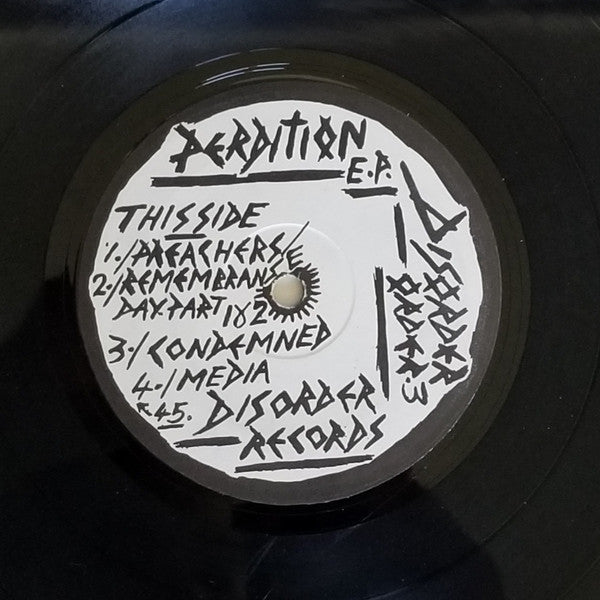 PERDITION
E.P.
THIS SIDE
1./PREACHERS
2./REMEMBRANSE
DAY.PART 1&2
3./CONDEMNED
4./MEDIA
45.
DISORDER
RECORDS
DISORDER
ORDER.3